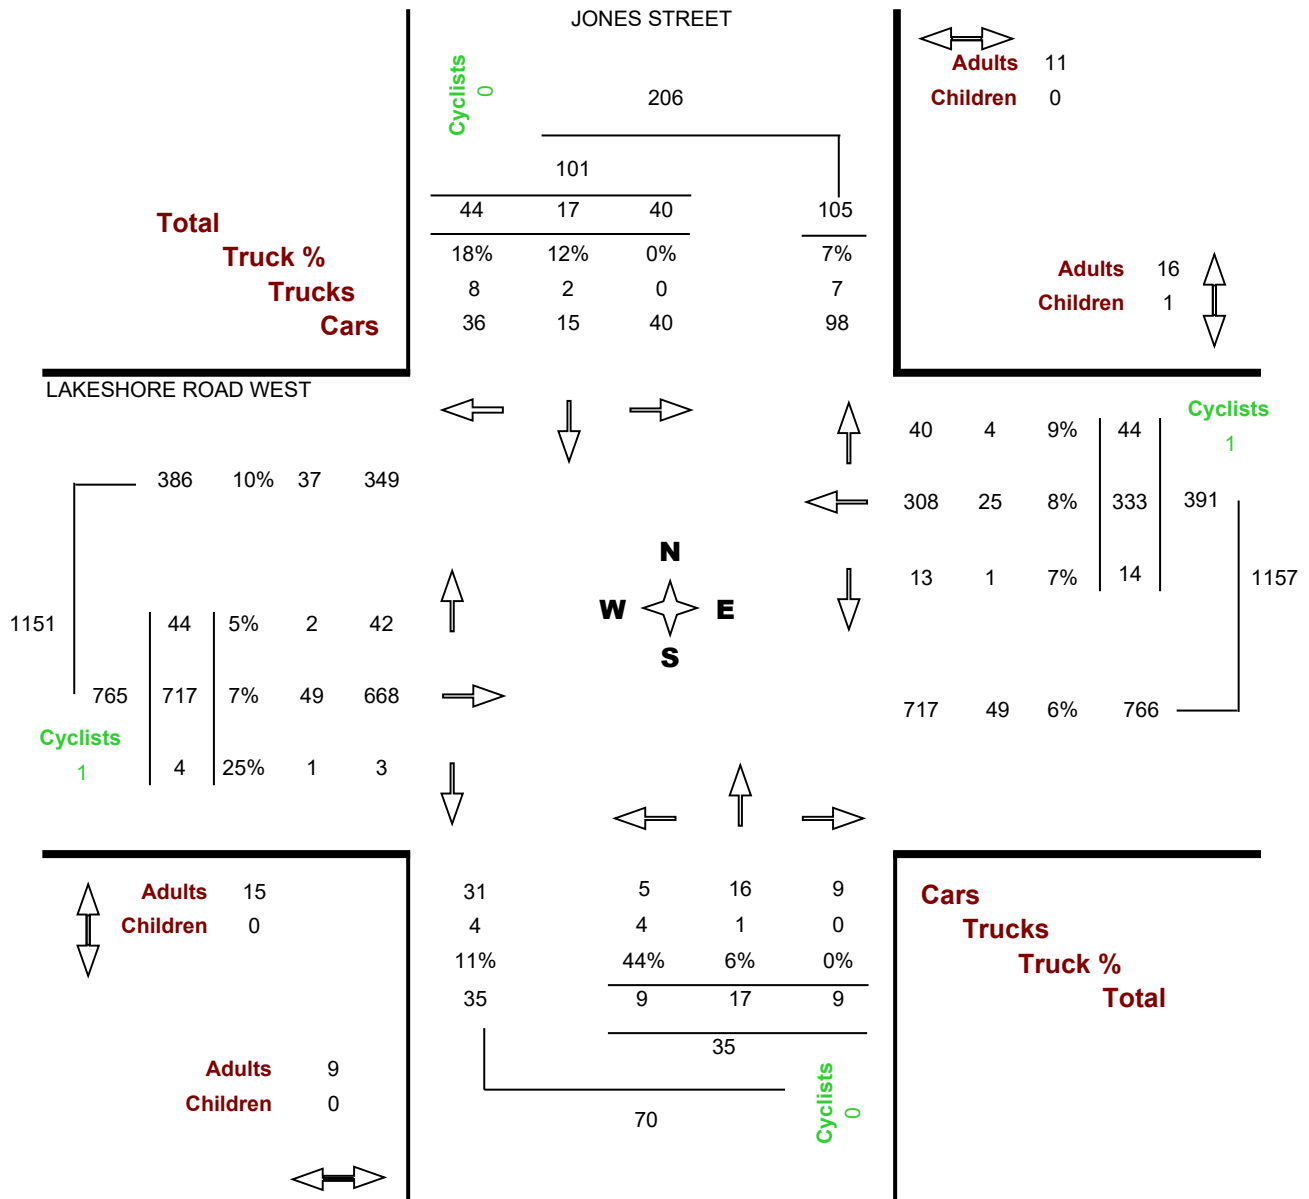 JONES STREET
Adults 11
Children 0
Cyclists
0
206
101
44 17 40 105
Total
Truck % 18% 12% 0% 7%
Trucks 8 2 0 7
Cars 36 15 40 98
Adults 16
Children 1
LAKESHORE ROAD WEST
Cyclists
1
40 4 9% 44
386 10% 37 349
308 25 8% 333 391
N
W E
S
13 1 7% 14
1157
1151
44 5% 2 42
765 717 7% 49 668
717 49 6% 766
Cyclists
1
4 25% 1 3
Adults 15
Children 0
31 5 16 9
4 4 1 0
11% 44% 6% 0%
35 9 17 9
35
Cars
Trucks
Truck %
Total
Adults 9
Children 0
Cyclists
0
70